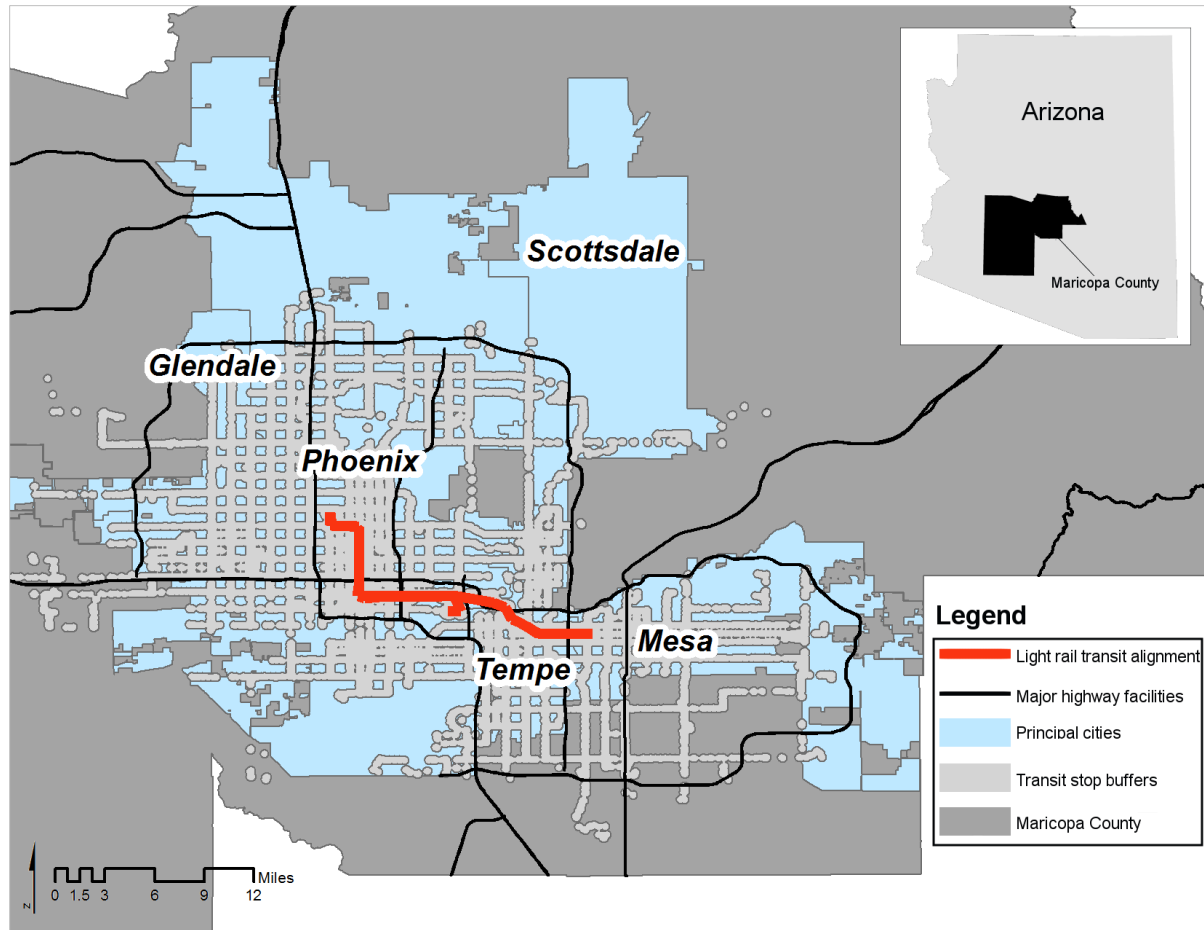 Arizona
Maricopa County
Scottsdale
Glendale
Phoenix
Mesa
Tempe
Legend
Light rail transit alignment
Major highway facilities
Principal cities
Transit stop buffers
Maricopa County
N
Miles
0 1.5 3 6 9 12